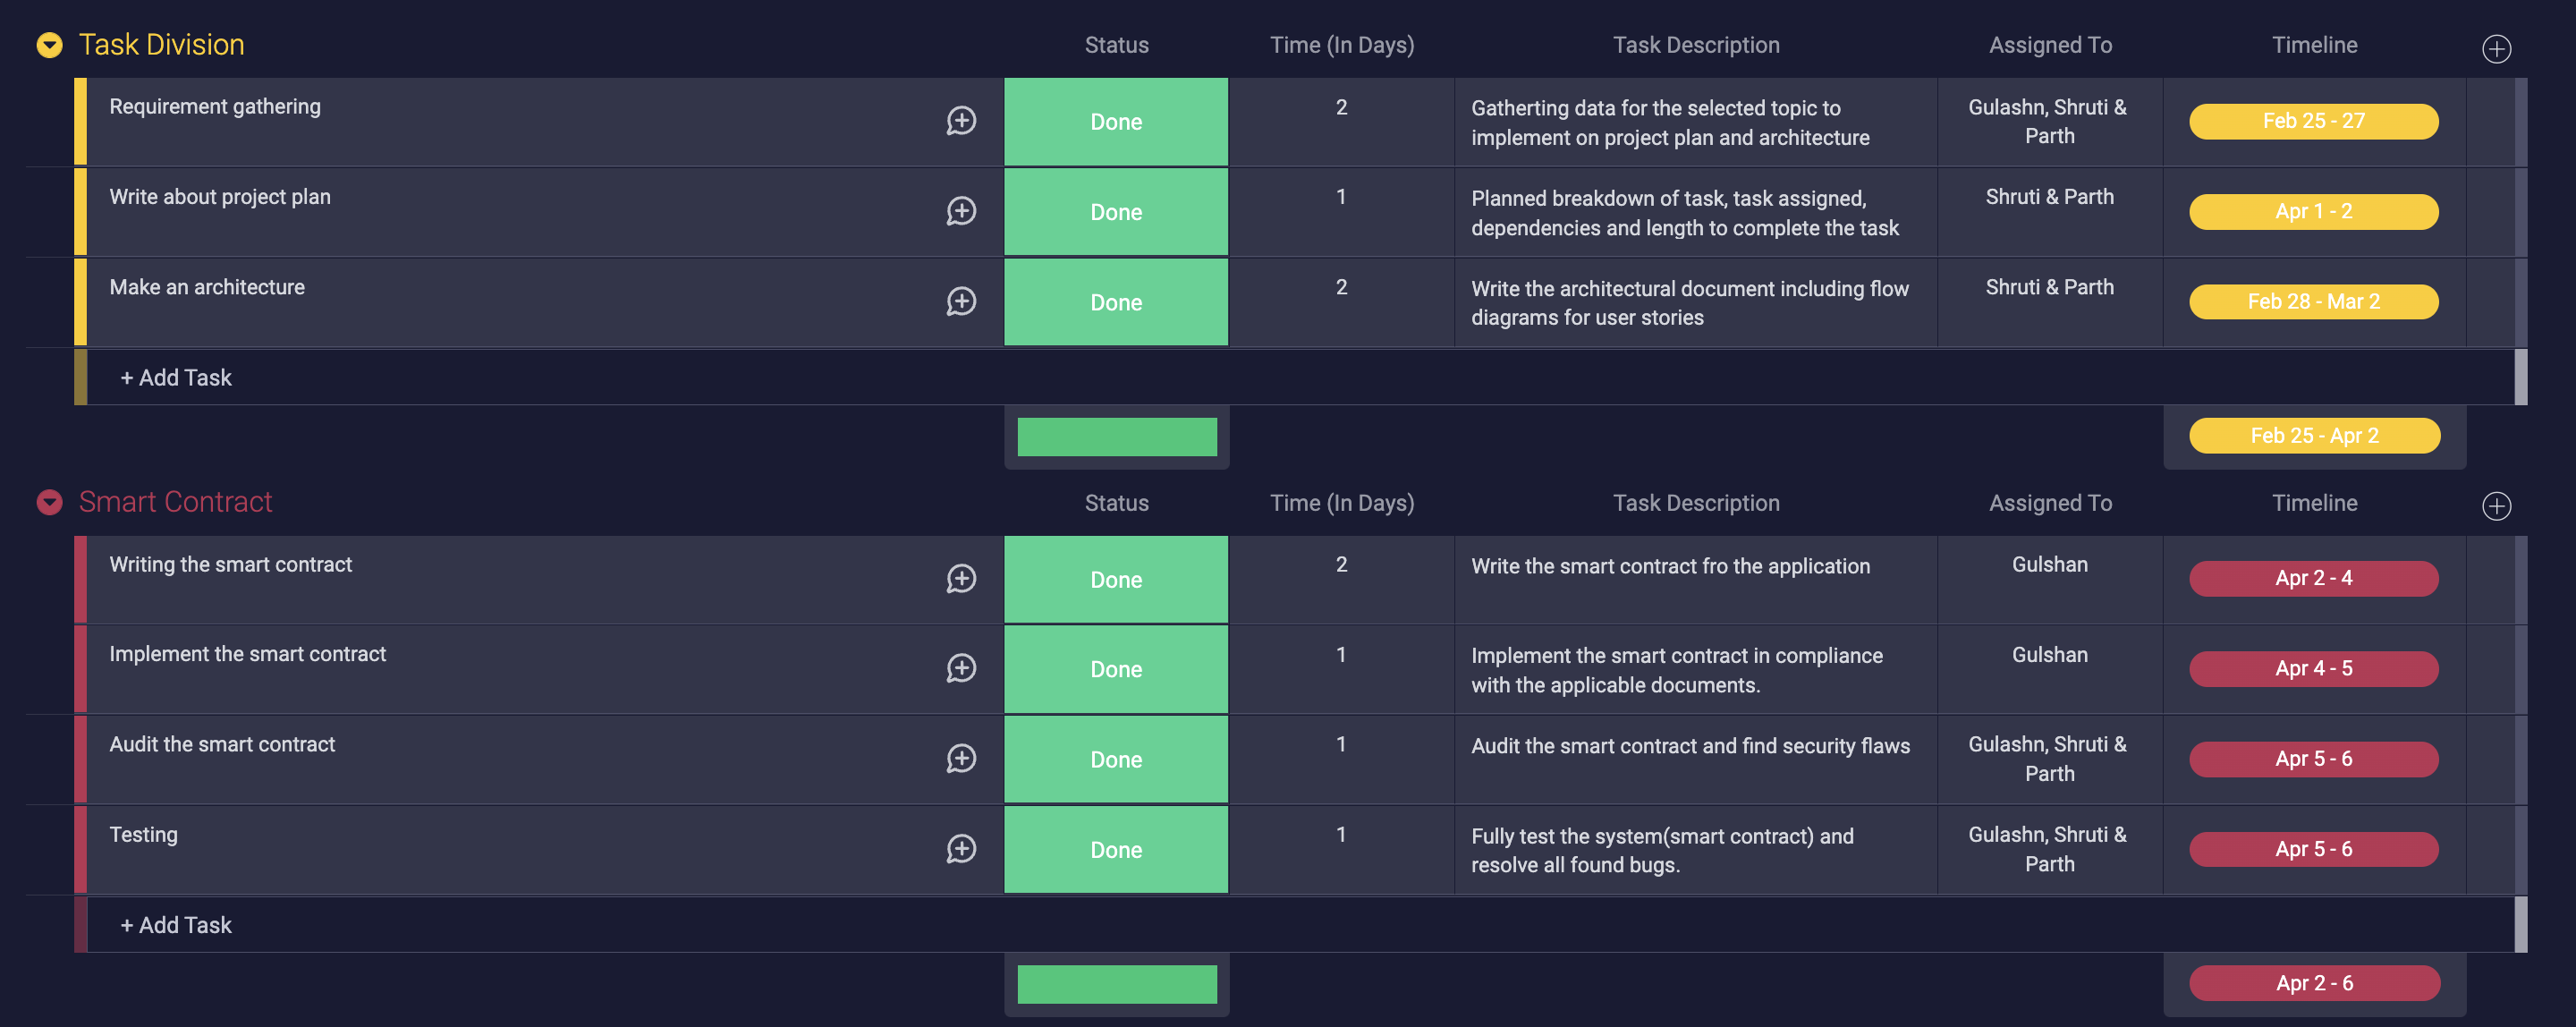 Task Division
Status
Time (In Days)
Task Description
Assigned To
Timeline
Requirement gathering
Done
2
Gatherting data for the selected topic to
implement on project plan and architecture
Gulashn, Shruti &
Parth
Feb 25 - 27
Write about project plan
Done
1
Planned breakdown of task, task assigned,
dependencies and length to complete the task
Shruti & Parth
Apr 1 - 2
Make an architecture
Done
2
Write the architectural document including flow
diagrams for user stories
Shruti & Parth
Feb 28 - Mar 2
+ Add Task
Feb 25 - Apr 2
Smart Contract
Status
Time (In Days)
Task Description
Assigned To
Timeline
Writing the smart contract
Done
2
Write the smart contract fro the application
Gulshan
Apr 2 - 4
Implement the smart contract
Done
1
Implement the smart contract in compliance
with the applicable documents.
Gulshan
Apr 4 - 5
Audit the smart contract
Done
1
Audit the smart contract and find security flaws
Gulashn, Shruti &
Parth
Apr 5 - 6
Testing
Done
1
Fully test the system(smart contract) and
resolve all found bugs.
Gulashn, Shruti &
Parth
Apr 5 - 6
+ Add Task
Apr 2 - 6